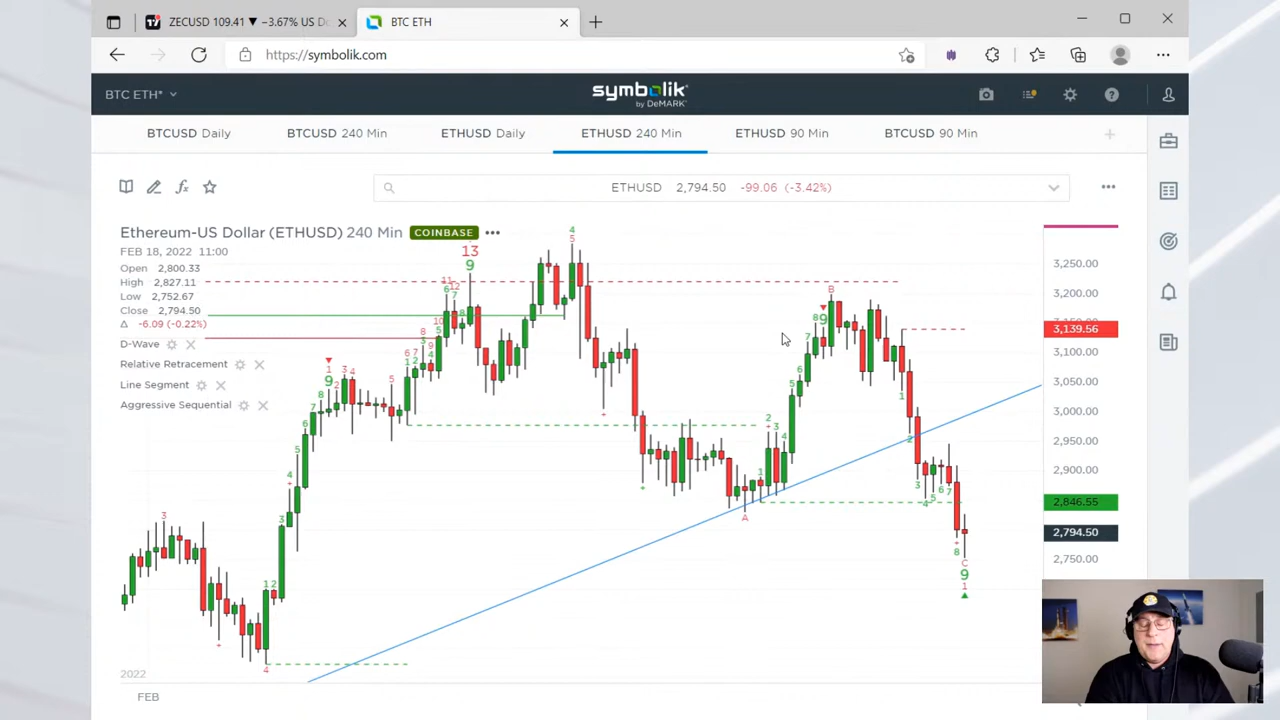 ZECUSD 109.41 ▼ −3.67% US D
BTC ETH
https://symbolik.com
BTC ETH*
symbolik
by DeMARK
BTCUSD Daily
BTCUSD 240 Min
ETHUSD Daily
ETHUSD 240 Min
ETHUSD 90 Min
BTCUSD 90 Min
ETHUSD 2,794.50 -99.06 (-3.42%)
Ethereum-US Dollar (ETHUSD) 240 Min COINBASE
FEB 18, 2022 11:00
Open 2,800.33
High 2,827.11
Low 2,752.67
Close 2,794.50
Δ -6.09 (-0.22%)
D-Wave
Relative Retracement
Line Segment
Aggressive Sequential
3,250.00
3,200.00
3,139.56
3,100.00
3,050.00
3,000.00
2,950.00
2,900.00
2,846.55
2,794.50
2,750.00
13
9
4
5
B
A
C
9
1
2022
FEB